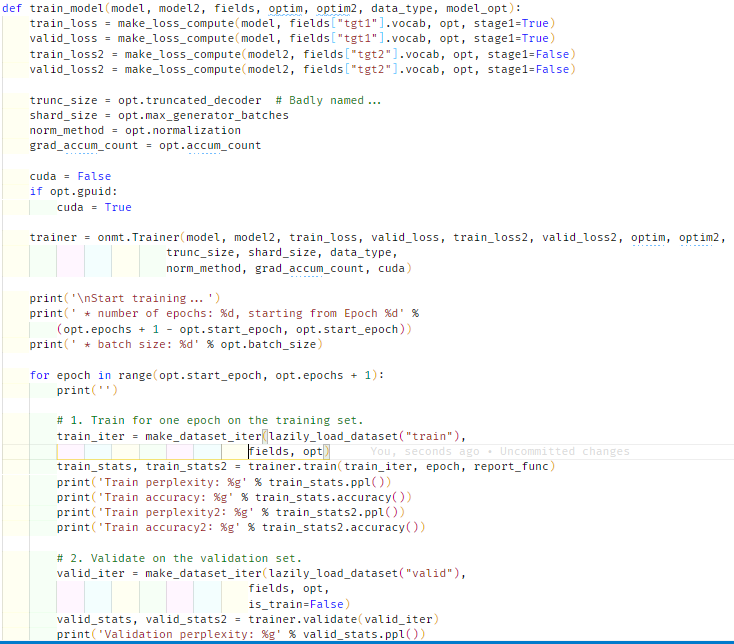 def train_model(model, model2, fields, optim, optim2, data_type, model_opt):
    train_loss = make_loss_compute(model, fields["tgt1"].vocab, opt, stage1=True)
    valid_loss = make_loss_compute(model, fields["tgt1"].vocab, opt, stage1=True)
    train_loss2 = make_loss_compute(model2, fields["tgt2"].vocab, opt, stage1=False)
    valid_loss2 = make_loss_compute(model2, fields["tgt2"].vocab, opt, stage1=False)

    trunc_size = opt.truncated_decoder  # Badly named...
    shard_size = opt.max_generator_batches
    norm_method = opt.normalization
    grad_accum_count = opt.accum_count

    cuda = False
    if opt.gpuid:
        cuda = True

    trainer = onmt.Trainer(model, model2, train_loss, valid_loss, train_loss2, valid_loss2, optim, optim2,
                        trunc_size, shard_size, data_type,
                        norm_method, grad_accum_count, cuda)

    print('\nStart training...')
    print(' * number of epochs: %d, starting from Epoch %d' %
        (opt.epochs + 1 - opt.start_epoch, opt.start_epoch))
    print(' * batch size: %d' % opt.batch_size)

    for epoch in range(opt.start_epoch, opt.epochs + 1):
        print('')

        # 1. Train for one epoch on the training set.
        train_iter = make_dataset_iter(lazily_load_dataset("train"),
                                    fields, opt) You, seconds ago • Uncommitted changes
        train_stats, train_stats2 = trainer.train(train_iter, epoch, report_func)
        print('Train perplexity: %g' % train_stats.ppl())
        print('Train accuracy: %g' % train_stats.accuracy())
        print('Train perplexity2: %g' % train_stats2.ppl())
        print('Train accuracy2: %g' % train_stats2.accuracy())

        # 2. Validate on the validation set.
        valid_iter = make_dataset_iter(lazily_load_dataset("valid"),
                                    fields, opt,
                                    is_train=False)
        valid_stats, valid_stats2 = trainer.validate(valid_iter)
        print('Validation perplexity: %g' % valid_stats.ppl())